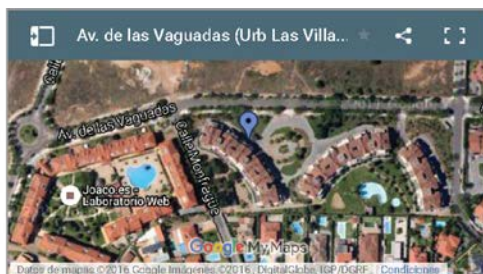 Av. de las Vaguadas (Urb Las Villa...
Av. de las Vaguadas
Calle Monfragüe
Joaco.es -
Laboratorio Web
Google My Maps
Datos de mapas ©2016 Google Imágenes ©2016 , DigitalGlobe, IGP/DGRF Condiciones